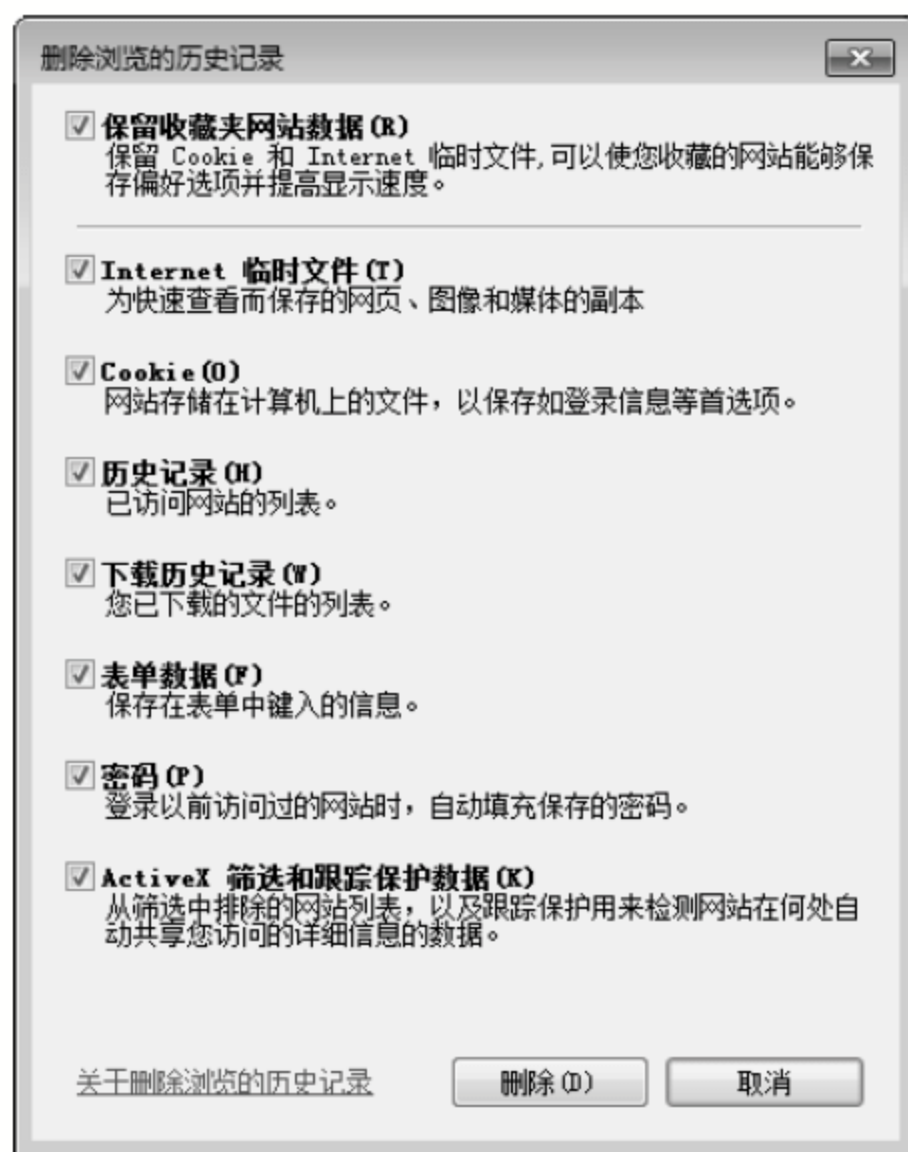 删除浏览的历史记录
保留收藏夹网站数据(R)
保留 Cookie 和 Internet 临时文件,可以使您收藏的网站能够保
存偏好选项并提高显示速度。
Internet 临时文件(T)
为快速查看而保存的网页、图像和媒体的副本
Cookie(O)
网站存储在计算机上的文件，以保存如登录信息等首选项。
历史记录(H)
已访问网站的列表。
下载历史记录(W)
您已下载的文件的列表。
表单数据(F)
保存在表单中键入的信息。
密码(P)
登录以前访问过的网站时，自动填充保存的密码。
ActiveX 筛选和跟踪保护数据(K)
从筛选中排除的网站列表，以及跟踪保护用来检测网站在何处自
动共享您访问的详细信息的数据。
关于删除浏览的历史记录 删除(D) 取消